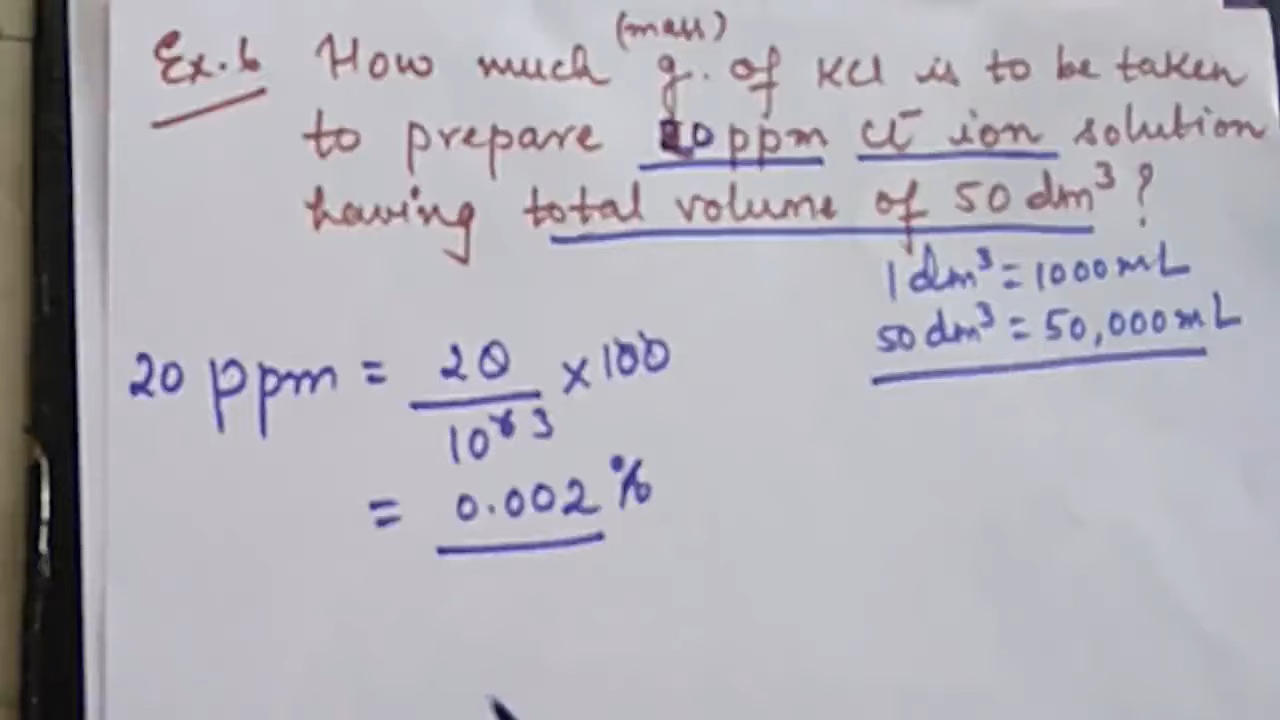 (mass)
Ex. 6 How much g. of KCl is to be taken
to prepare 20 ppm Cl⁻ ion solution
having total volume of 50 dm³?
1 dm³ = 1000 mL
50 dm³ = 50,000 mL
20 ppm = 20 / 10⁶ 3 × 100
= 0.002 %